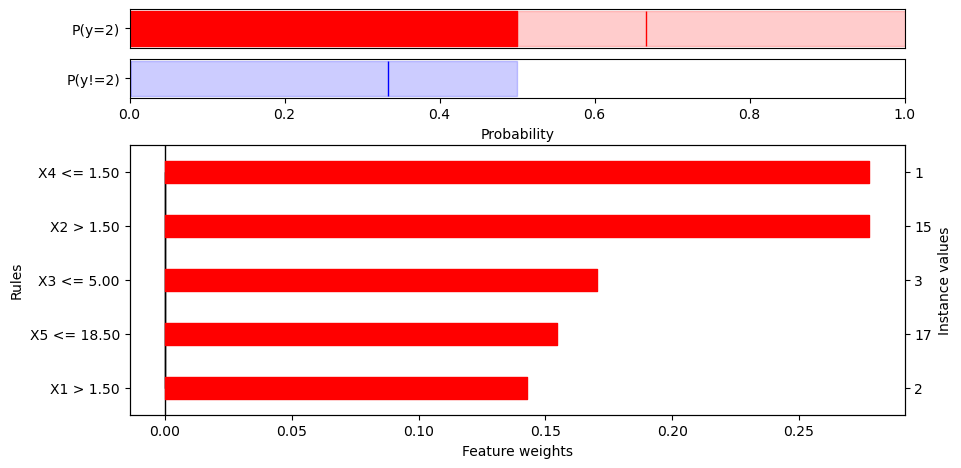 P(y=2)
P(y!=2)
0.0 0.2 0.4 0.6 0.8 1.0
Probability
X4 <= 1.50 1
X2 > 1.50 15
X3 <= 5.00 3
X5 <= 18.50 17
X1 > 1.50 2
Rules
Instance values
0.00 0.05 0.10 0.15 0.20 0.25
Feature weights